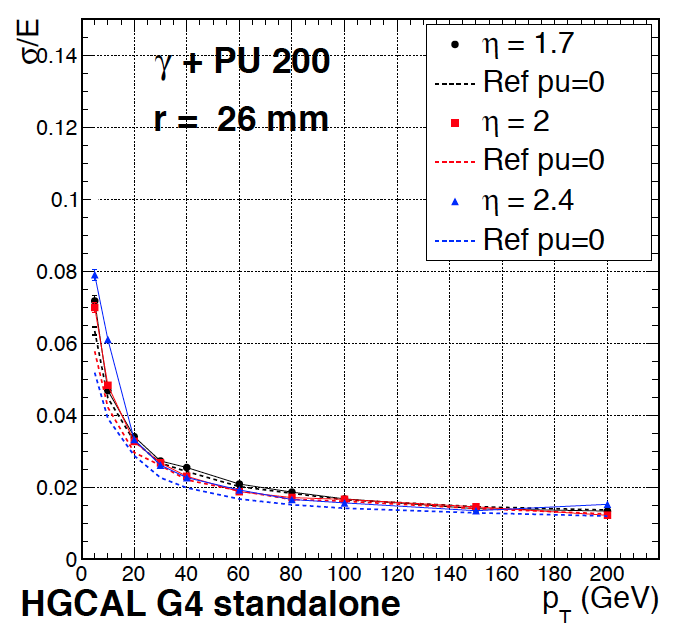 σ/E
γ + PU 200
r = 26 mm
η = 1.7
Ref pu=0
η = 2
Ref pu=0
η = 2.4
Ref pu=0
0.14
0.12
0.1
0.08
0.06
0.04
0.02
0
0 20 40 60 80 100 120 140 160 180 200
HGCAL G4 standalone
p_T (GeV)